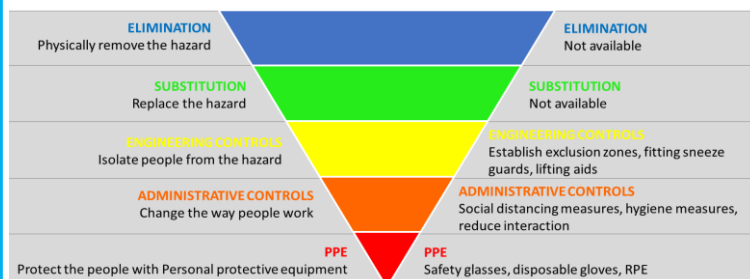 ELIMINATION
Physically remove the hazard
ELIMINATION
Not available
SUBSTITUTION
Replace the hazard
SUBSTITUTION
Not available
ENGINEERING CONTROLS
Isolate people from the hazard
ENGINEERING CONTROLS
Establish exclusion zones, fitting sneeze
guards, lifting aids
ADMINISTRATIVE CONTROLS
Change the way people work
ADMINISTRATIVE CONTROLS
Social distancing measures, hygiene measures,
reduce interaction
PPE
Protect the people with Personal protective equipment
PPE
Safety glasses, disposable gloves, RPE